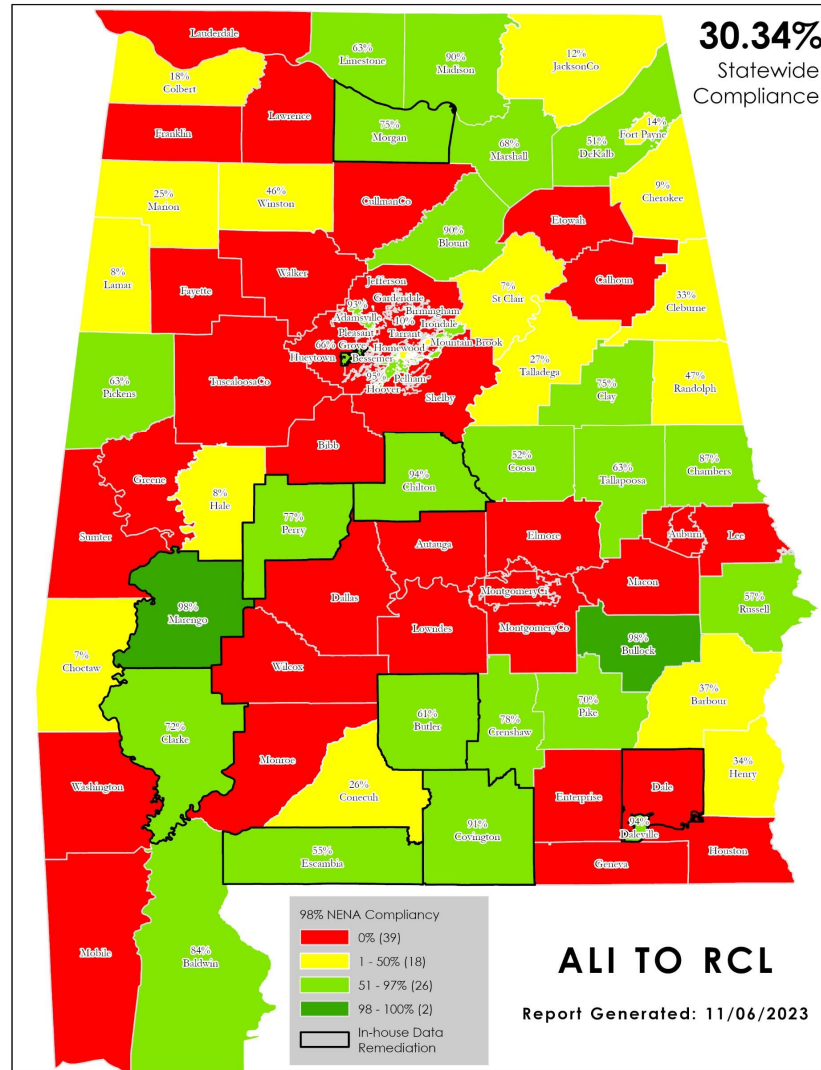 30.34%
Statewide
Compliance
Lauderdale
63%
Limestone
90%
Madison
12%
JacksonCo
18%
Colbert
Lawrence
Franklin
75%
Morgan
68%
Marshall
51%
DeKalb
14%
Fort Payne
9%
Cherokee
25%
Marion
46%
Winston
CullmanCo
90%
Blount
Etowah
Calhoun
33%
Cleburne
8%
Lamar
Fayette
Walker
Jefferson
Gardendale
93%
Adamsville
Birmingham
40%
Irondale
Tarrant
Pleasant
Grove
66%
Hueytown
Homewood
Mountain Brook
Bessemer
95%
Hoover
Pelham
Shelby
7%
St Clair
27%
Talladega
75%
Clay
47%
Randolph
63%
Pickens
TuscaloosaCo
Bibb
94%
Chilton
52%
Coosa
63%
Tallapoosa
87%
Chambers
Greene
Sumter
8%
Hale
77%
Perry
Autauga
Elmore
Auburn
Lee
98%
Marengo
Dallas
MontgomeryCi
MontgomeryCo
Macon
57%
Russell
Lowndes
98%
Bullock
7%
Choctaw
Wilcox
72%
Clarke
61%
Butler
78%
Crenshaw
70%
Pike
37%
Barbour
Washington
Monroe
26%
Conecuh
34%
Henry
Enterprise
Dale
94%
Daleville
91%
Covington
55%
Escambia
Geneva
Houston
Mobile
84%
Baldwin
98% NENA Compliancy
0% (39)
1 - 50% (18)
51 - 97% (26)
98 - 100% (2)
In-house Data
Remediation
ALI TO RCL
Report Generated: 11/06/2023